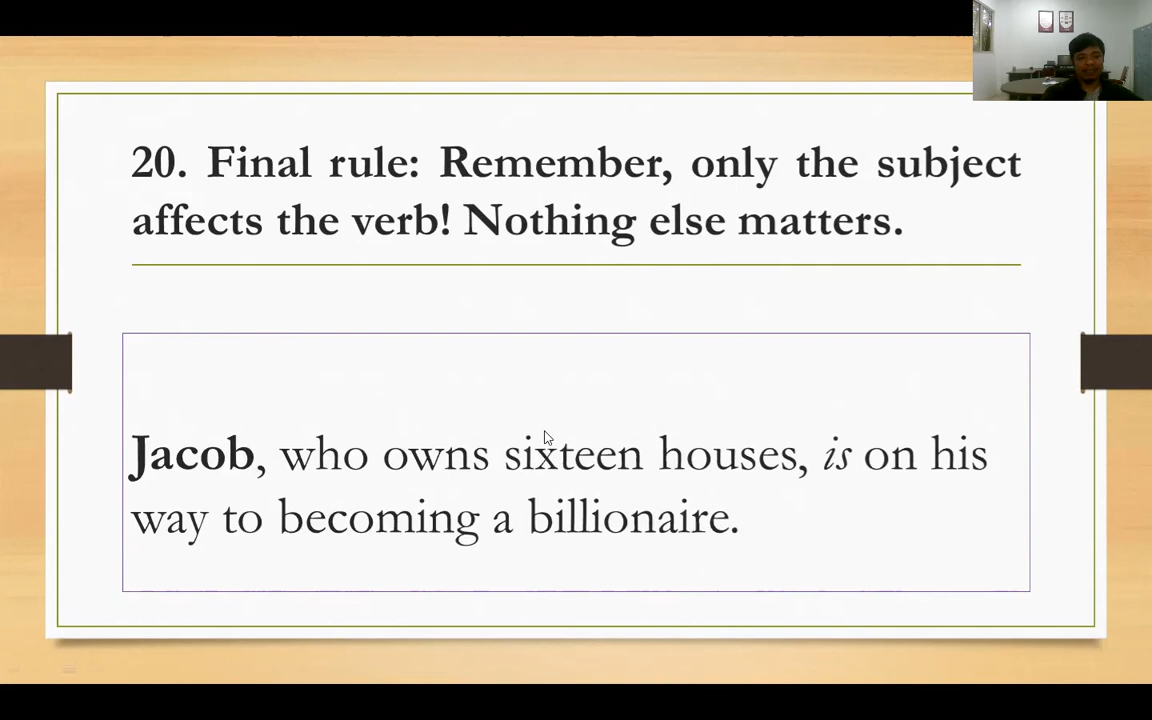 20. Final rule: Remember, only the subject
affects the verb! Nothing else matters.
Jacob, who owns sixteen houses, is on his
way to becoming a billionaire.